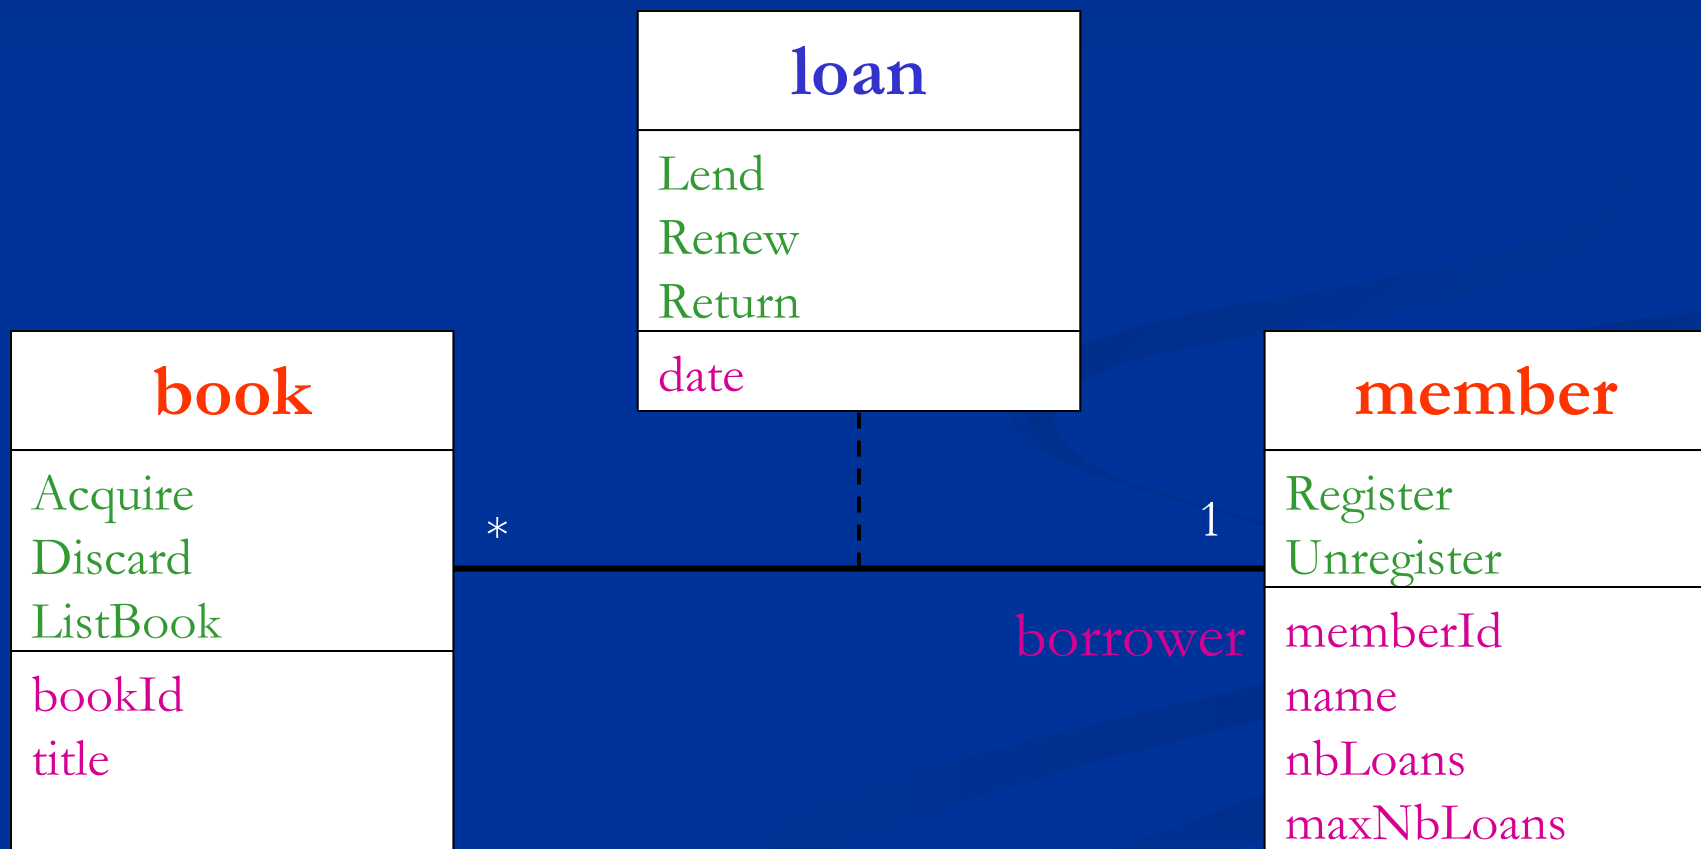 loan
Lend
Renew
Return
date
book
Acquire
Discard
ListBook
bookId
title
*
1
borrower
member
Register
Unregister
memberId
name
nbLoans
maxNbLoans